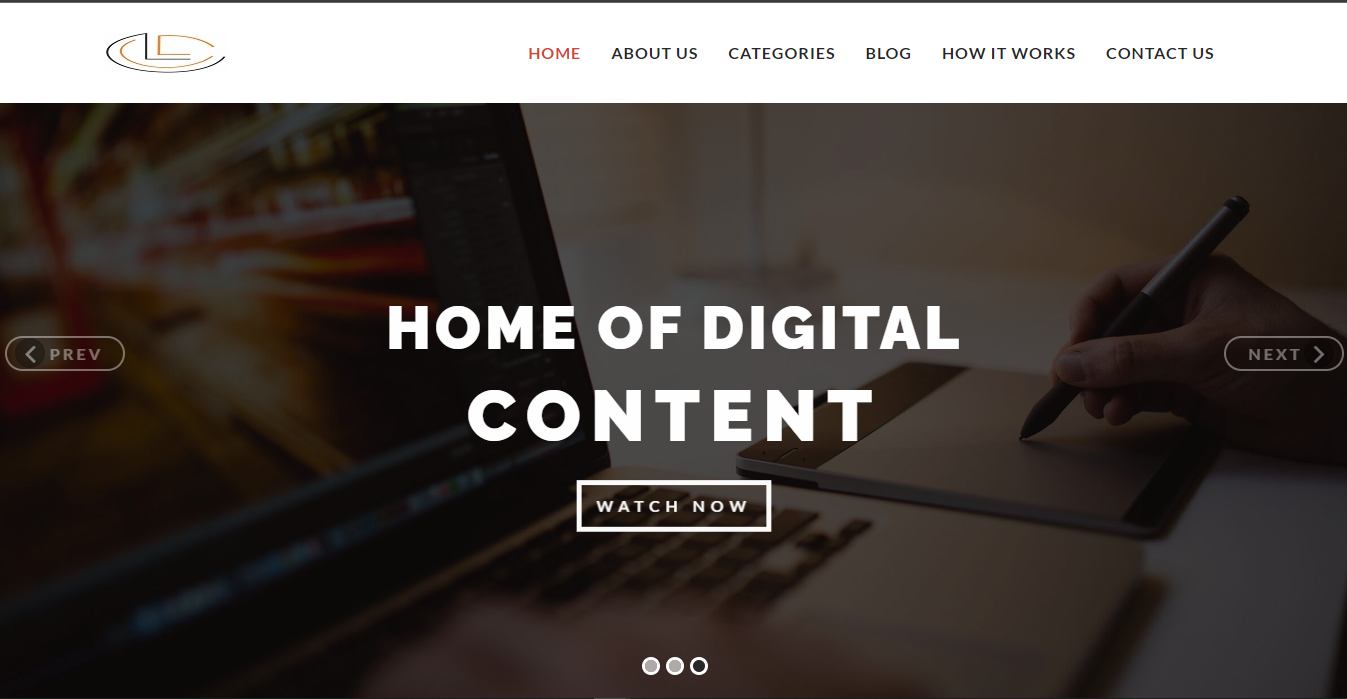 HOME ABOUT US CATEGORIES BLOG HOW IT WORKS CONTACT US
HOME OF DIGITAL
PREV
NEXT
CONTENT
WATCH NOW